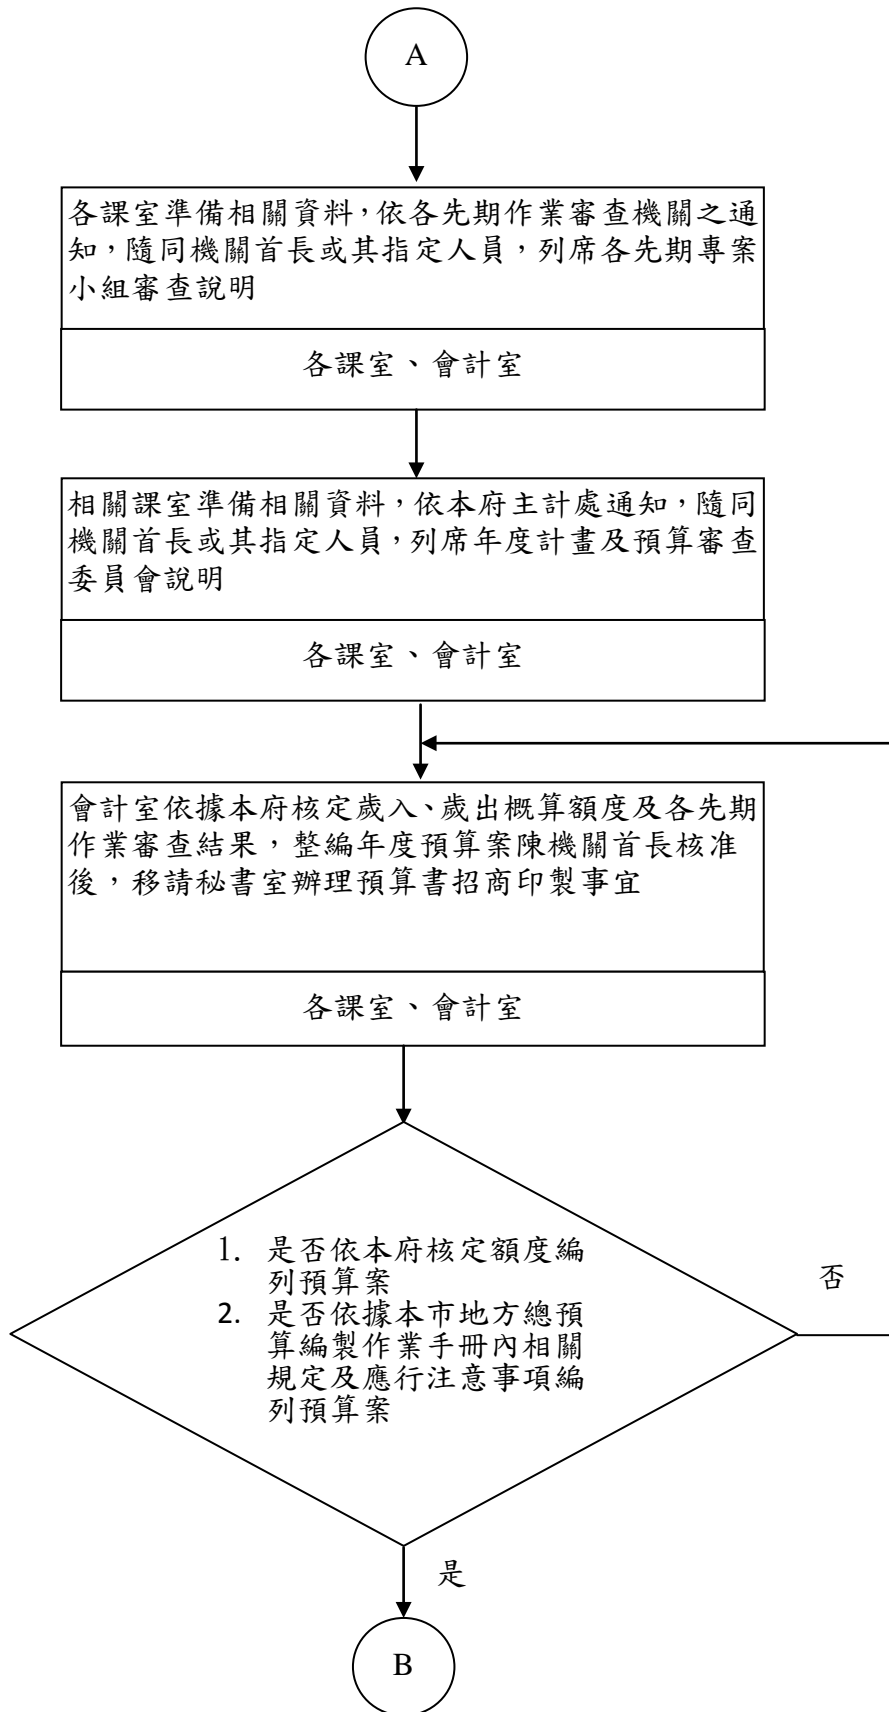 A
各課室準備相關資料，依各先期作業審查機關之通
知，隨同機關首長或其指定人員，列席各先期專案
小組審查說明
各課室、會計室
相關課室準備相關資料，依本府主計處通知，隨同
機關首長或其指定人員，列席年度計畫及預算審查
委員會說明
各課室、會計室
會計室依據本府核定歲入、歲出概算額度及各先期
作業審查結果，整編年度預算案陳機關首長核准
後，移請秘書室辦理預算書招商印製事宜
各課室、會計室
1. 是否依本府核定額度編
列預算案
2. 是否依據本市地方總預
算編製作業手冊內相關
規定及應行注意事項編
列預算案
否
是
B